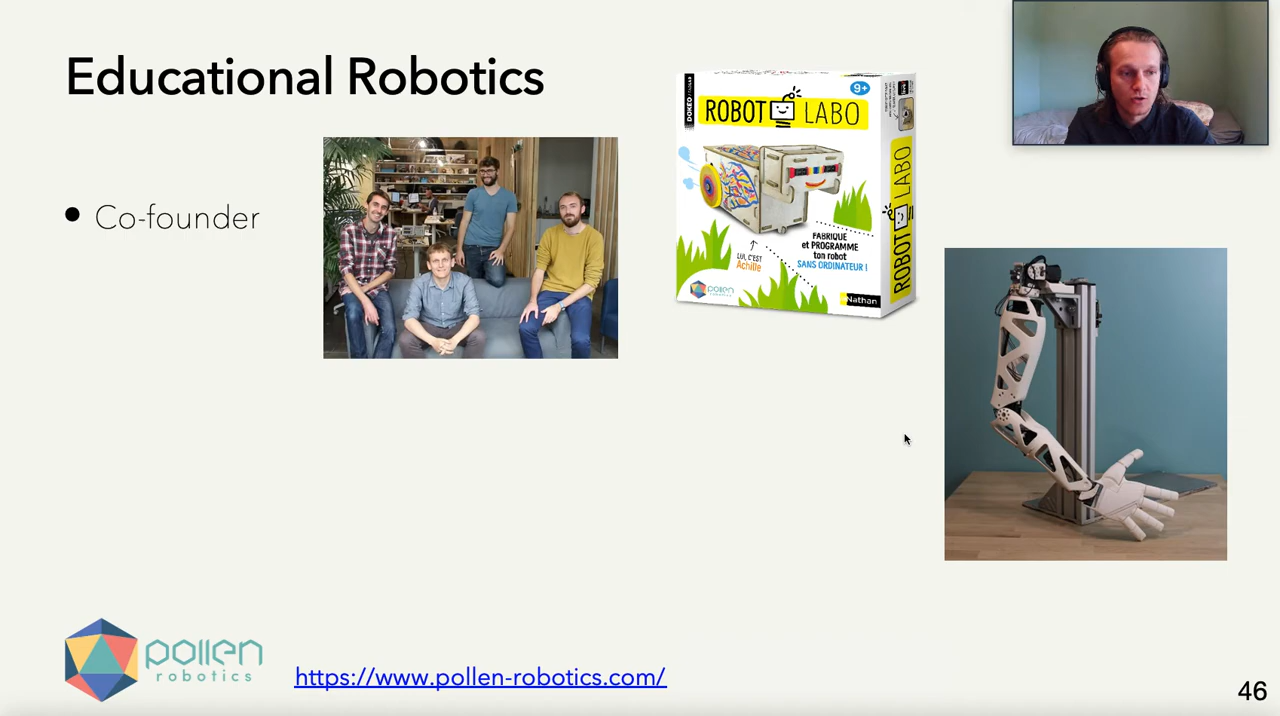 Educational Robotics
Co-founder
9+
DOKEO
ROBOT LABO
ROBOT LABO
FABRIQUE
et PROGRAMME
ton robot
SANS ORDINATEUR !
LUI, C'EST
Achille
pollen
robotics
Nathan
pollen
robotics
https://www.pollen-robotics.com/
46